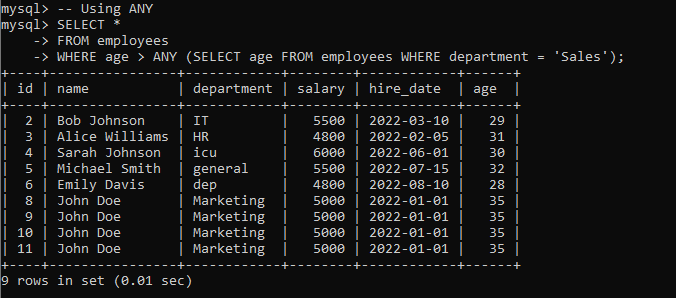 mysql> -- Using ANY
mysql> SELECT *
    -> FROM employees
    -> WHERE age > ANY (SELECT age FROM employees WHERE department = 'Sales');
+----+----------------+------------+--------+------------+------+
| id | name           | department | salary | hire_date  | age  |
+----+----------------+------------+--------+------------+------+
|  2 | Bob Johnson    | IT         |   5500 | 2022-03-10 |   29 |
|  3 | Alice Williams | HR         |   4800 | 2022-02-05 |   31 |
|  4 | Sarah Johnson  | icu        |   6000 | 2022-06-01 |   30 |
|  5 | Michael Smith  | general    |   5500 | 2022-07-15 |   32 |
|  6 | Emily Davis    | dep        |   4800 | 2022-08-10 |   28 |
|  8 | John Doe       | Marketing  |   5000 | 2022-01-01 |   35 |
|  9 | John Doe       | Marketing  |   5000 | 2022-01-01 |   35 |
| 10 | John Doe       | Marketing  |   5000 | 2022-01-01 |   35 |
| 11 | John Doe       | Marketing  |   5000 | 2022-01-01 |   35 |
+----+----------------+------------+--------+------------+------+
9 rows in set (0.01 sec)